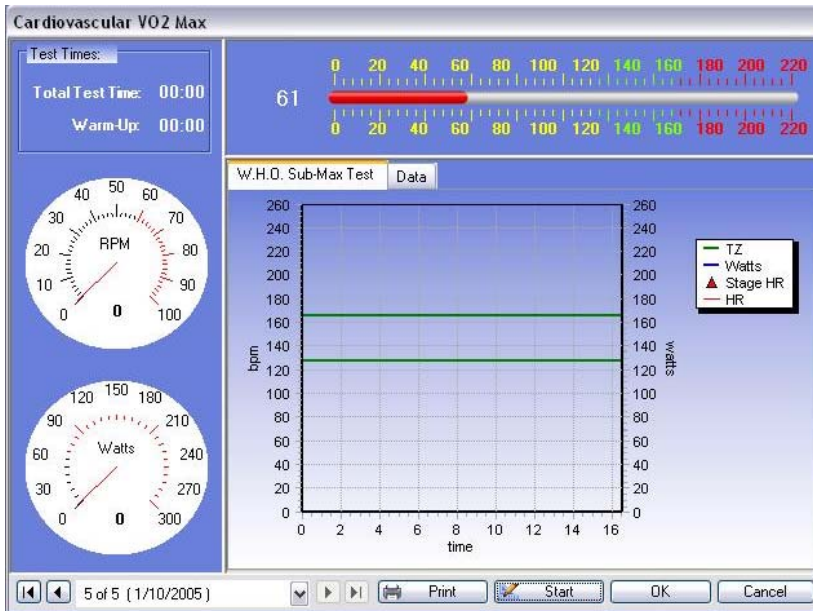 Cardiovascular VO2 Max
Test Times:
Total Test Time: 00:00
Warm-Up: 00:00
61
0 20 40 60 80 100 120 140 160 180 200 220
0 20 40 60 80 100 120 140 160 180 200 220
0 10 20 30 40 50 60 70 80 90 100
RPM
0
0 30 60 90 120 150 180 210 240 270 300
Watts
0
W.H.O. Sub-Max Test Data
260 240 220 200 180 160 140 120 100 80 60 40 20 0
bpm
260 240 220 200 180 160 140 120 100 80 60 40 20 0
watts
0 2 4 6 8 10 12 14 16
time
TZ
Watts
Stage HR
HR
5 of 5 (1/10/2005) Print Start OK Cancel